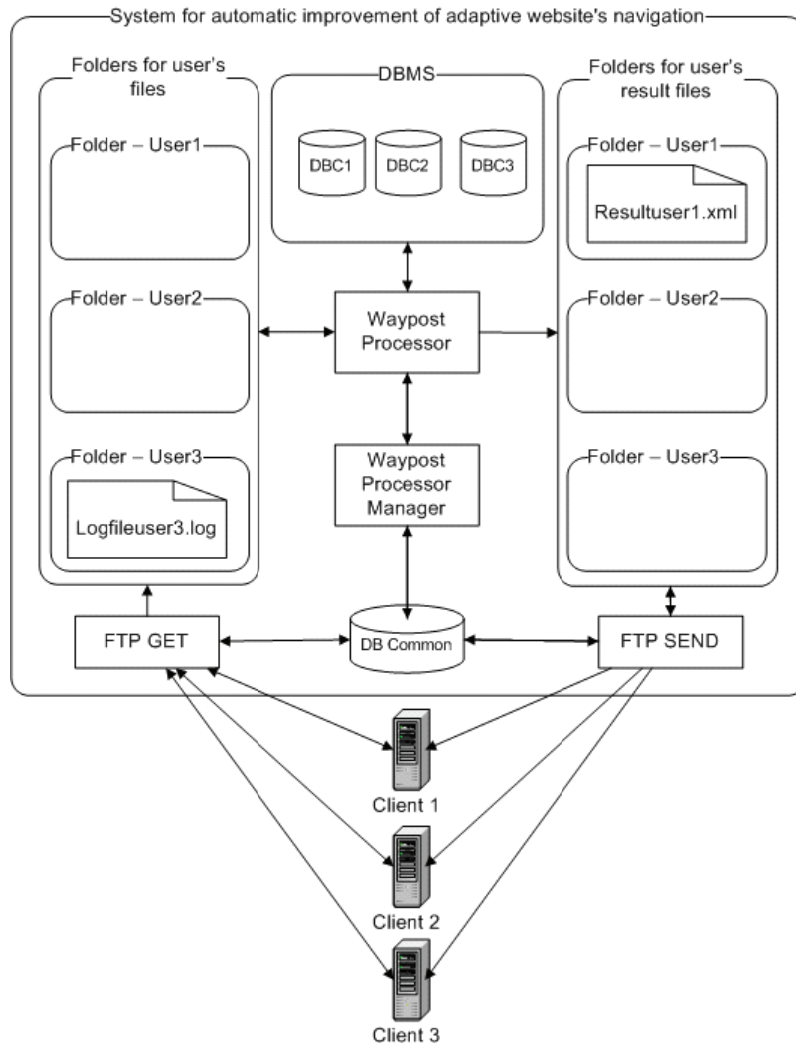 System for automatic improvement of adaptive website's navigation
Folders for user's
files
Folder – User1
Folder – User2
Folder – User3
Logfileuser3.log
DBMS
DBC1
DBC2
DBC3
Waypost
Processor
Waypost
Processor
Manager
Folders for user's
result files
Folder – User1
Resultuser1.xml
Folder – User2
Folder – User3
FTP GET
DB Common
FTP SEND
Client 1
Client 2
Client 3